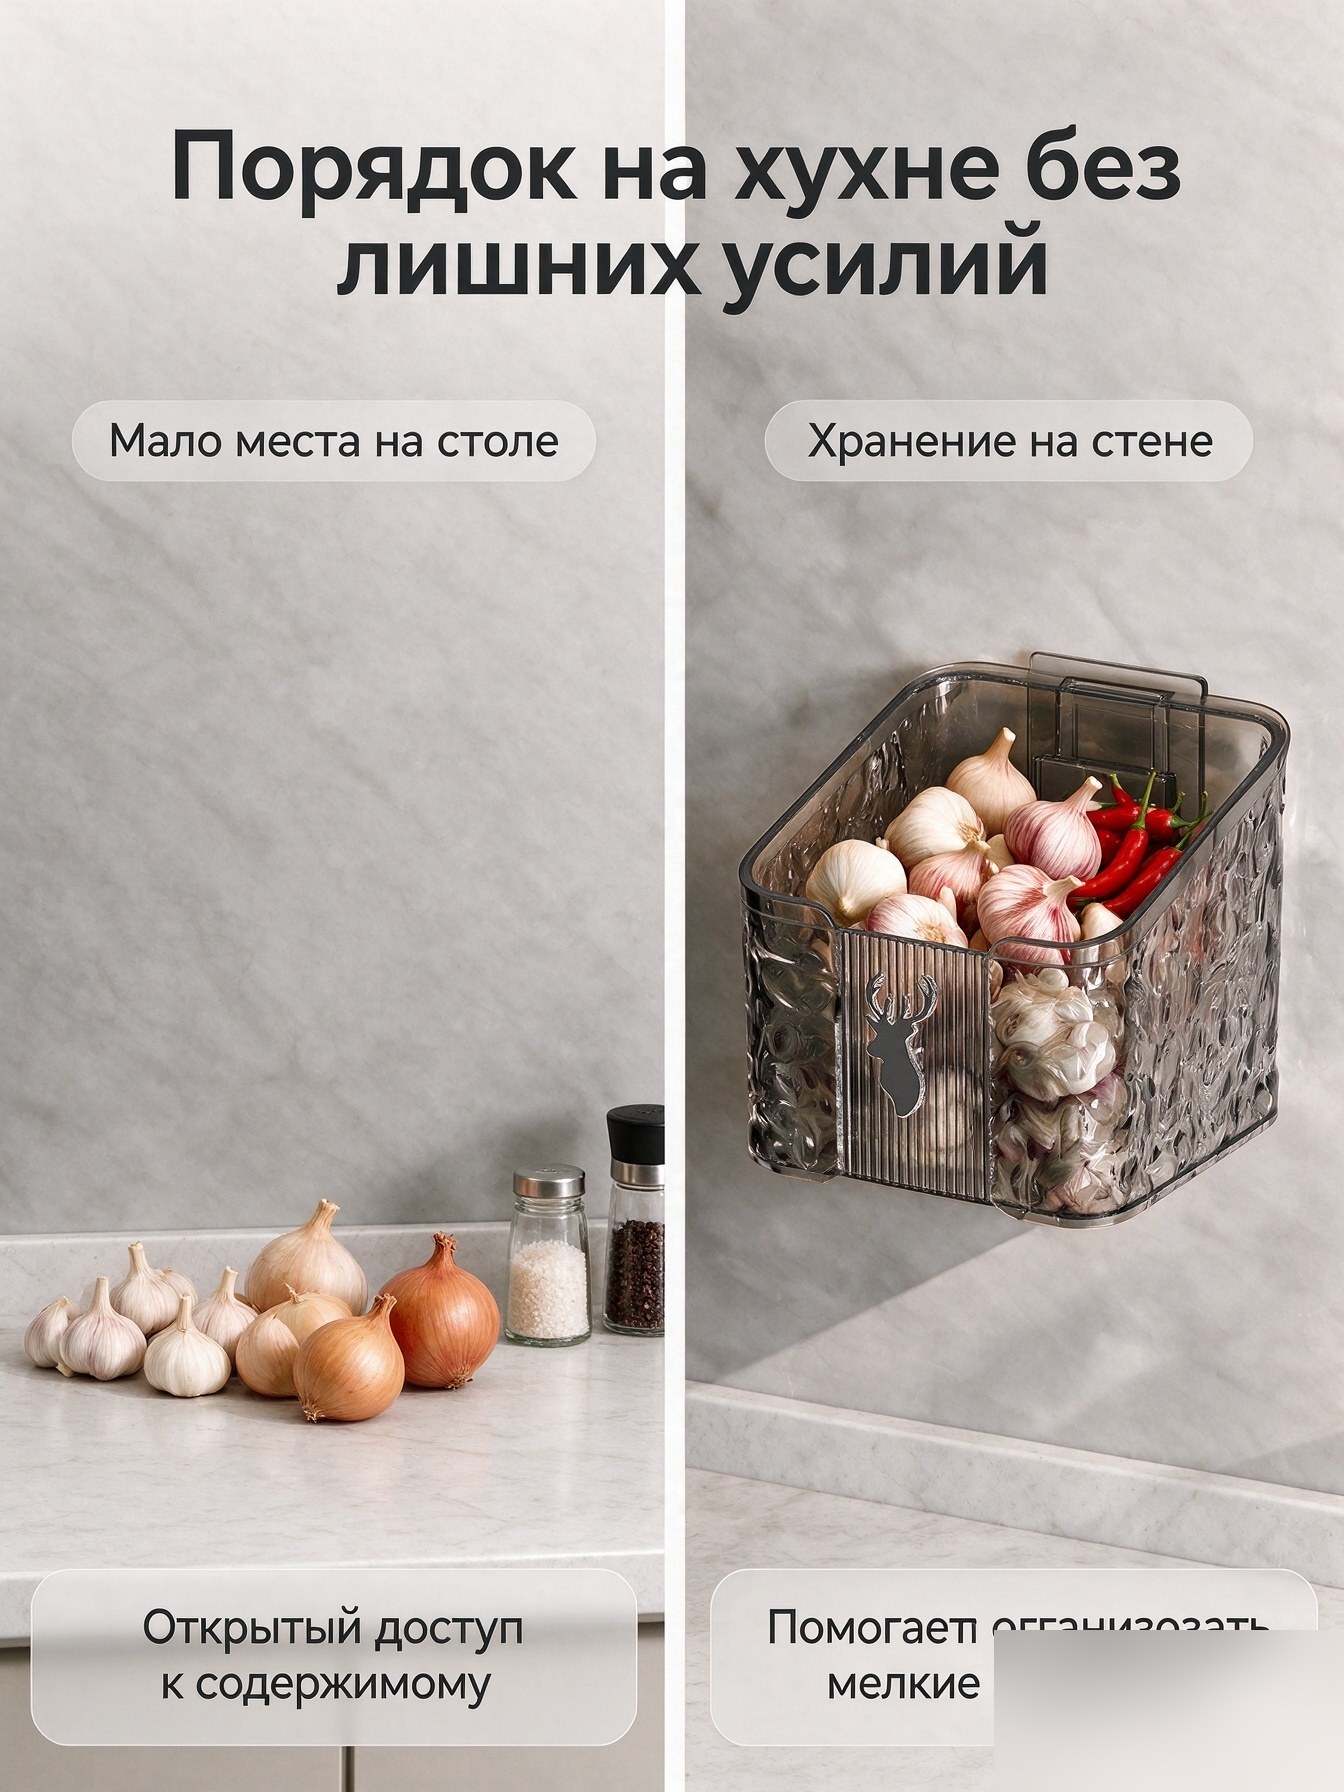 Порядок на хухне без
лишних усилий
Мало места на столе
Хранение на стене
Открытый доступ
к содержимому
Помогает
мелкие